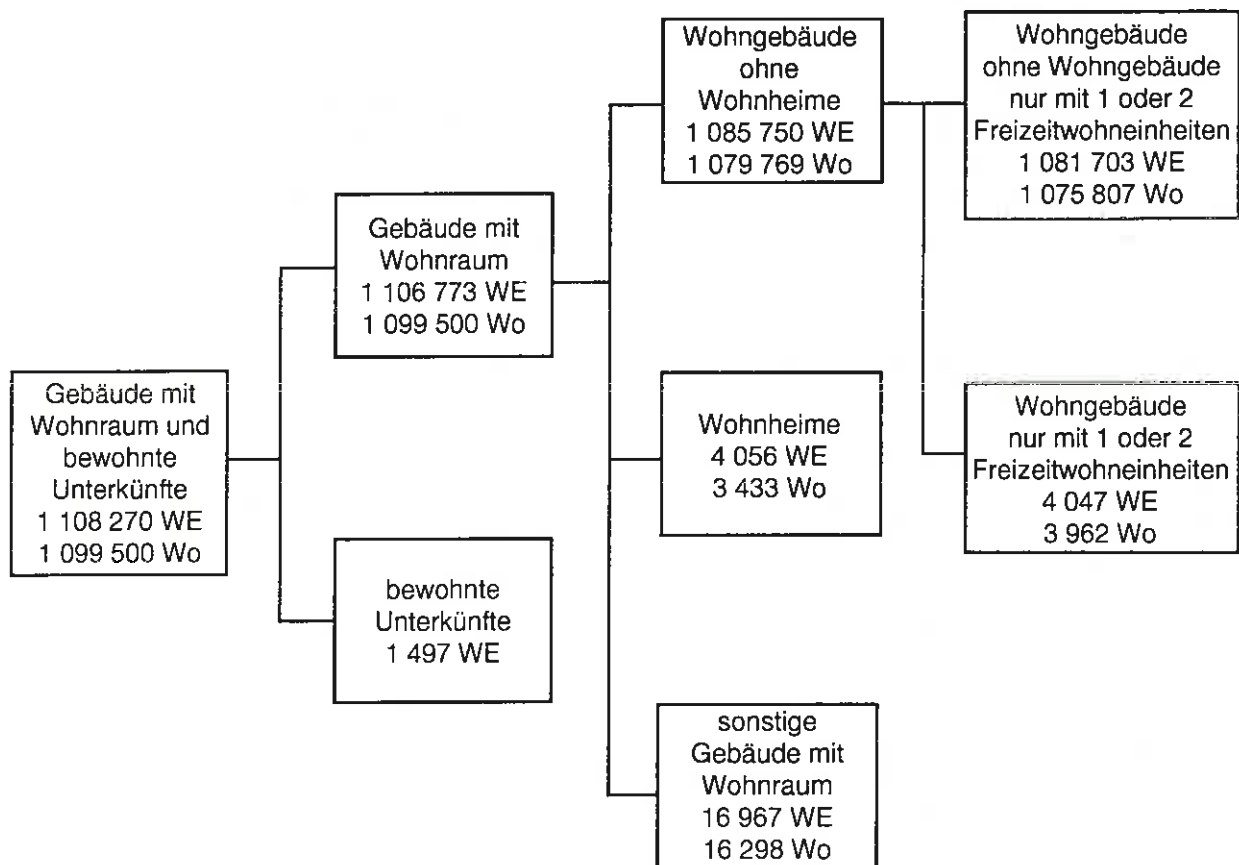 Gebäude mit
Wohnraum und
bewohnte
Unterkünfte
1 108 270 WE
1 099 500 Wo
Gebäude mit
Wohnraum
1 106 773 WE
1 099 500 Wo
bewohnte
Unterkünfte
1 497 WE
Wohngebäude
ohne
Wohnheime
1 085 750 WE
1 079 769 Wo
Wohnheime
4 056 WE
3 433 Wo
sonstige
Gebäude mit
Wohnraum
16 967 WE
16 298 Wo
Wohngebäude
ohne Wohngebäude
nur mit 1 oder 2
Freizeitwohneinheiten
1 081 703 WE
1 075 807 Wo
Wohngebäude
nur mit 1 oder 2
Freizeitwohneinheiten
4 047 WE
3 962 Wo